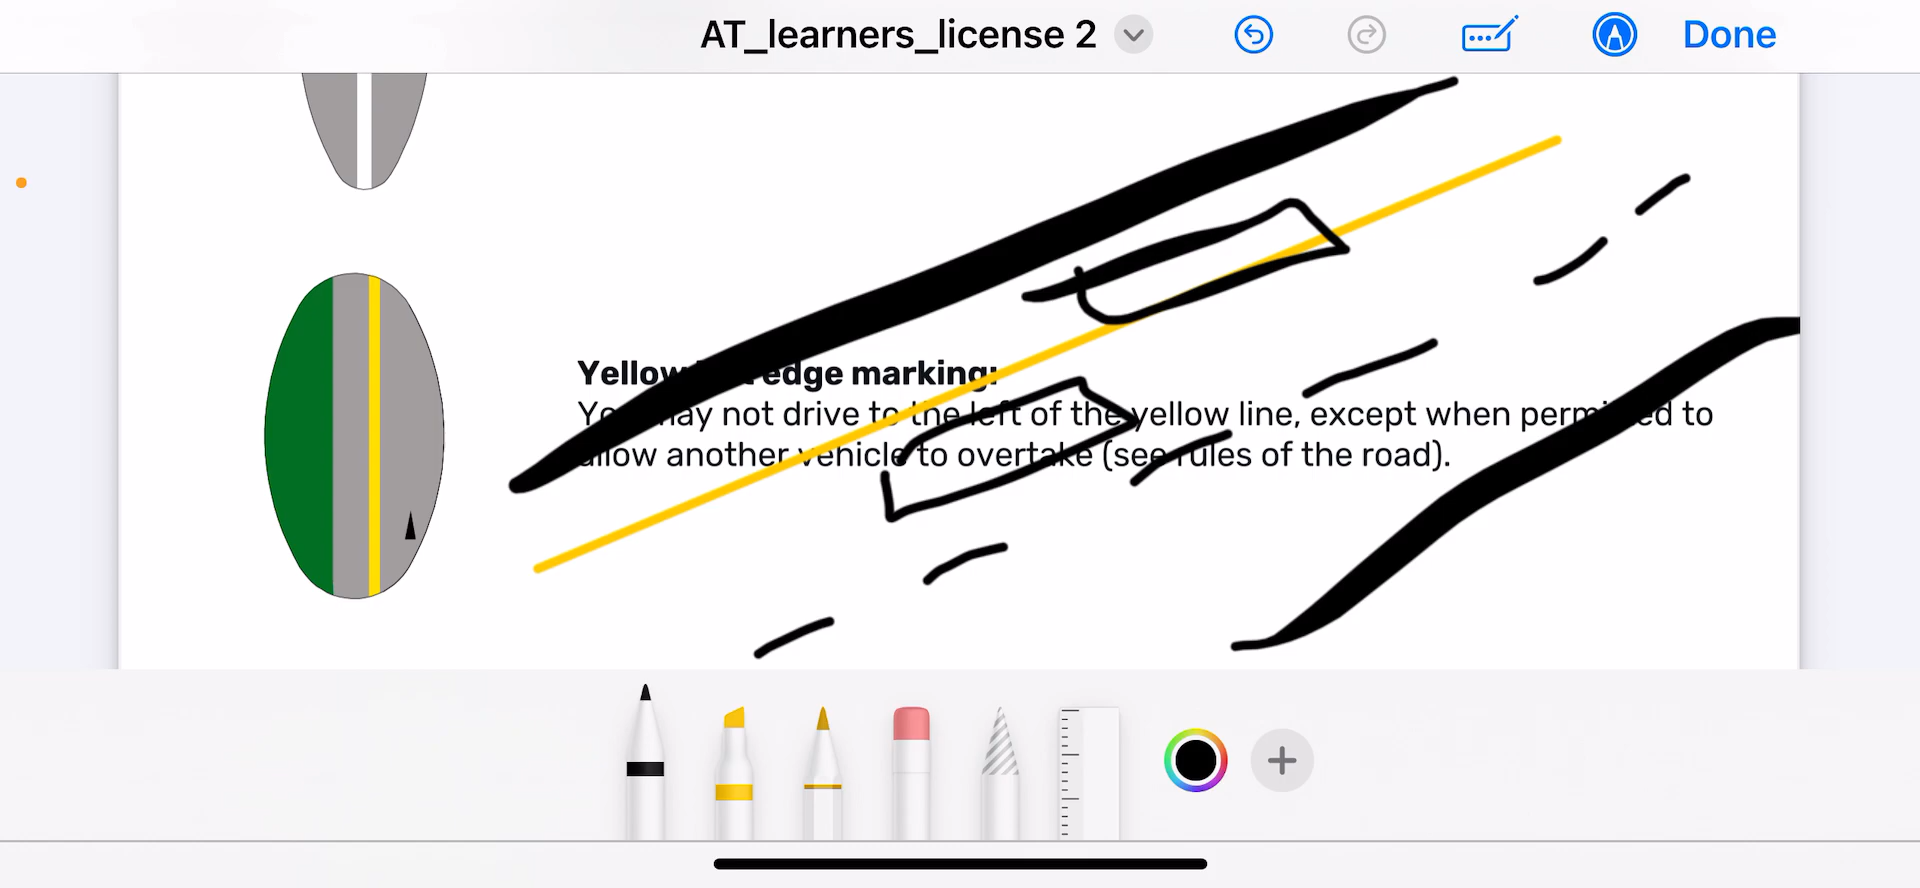 AT_learners_license 2
Done
Yellow edge marking:
You may not drive to the left of the yellow line, except when permitted to
allow another vehicle to overtake (see rules of the road).